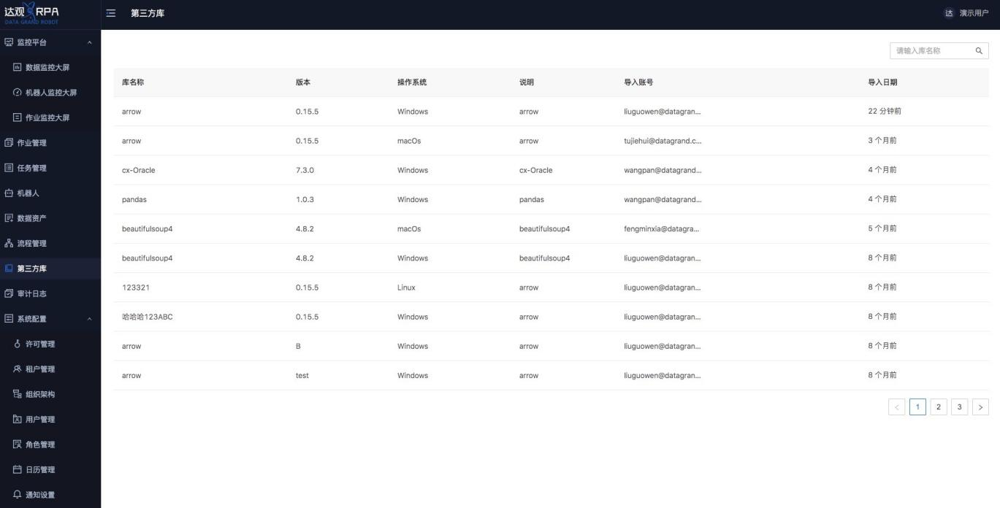 达观 RPA
DATA GRAND ROBOT
第三方库
达 演示用户
监控平台
数据监控大屏
机器人监控大屏
作业监控大屏
作业管理
任务管理
机器人
数据资产
流程管理
第三方库
审计日志
系统配置
许可管理
租户管理
组织架构
用户管理
角色管理
日历管理
通知设置
请输入库名称
库名称 版本 操作系统 说明 导入账号 导入日期
arrow 0.15.5 Windows arrow liuguowen@datagran... 22 分钟前
arrow 0.15.5 macOs arrow tujiehui@datagrand.c... 3 个月前
cx-Oracle 7.3.0 Windows cx-Oracle wangpan@datagrand... 4 个月前
pandas 1.0.3 Windows pandas wangpan@datagrand... 4 个月前
beautifulsoup4 4.8.2 macOs beautifulsoup4 fengminxia@datagra... 5 个月前
beautifulsoup4 4.8.2 Windows beautifulsoup4 liuguowen@datagran... 8 个月前
123321 0.15.5 Linux arrow liuguowen@datagran... 8 个月前
哈哈哈123ABC 0.15.5 Windows arrow liuguowen@datagran... 8 个月前
arrow B Windows arrow liuguowen@datagran... 8 个月前
arrow test Windows arrow liuguowen@datagran... 8 个月前
< 1 2 3 >